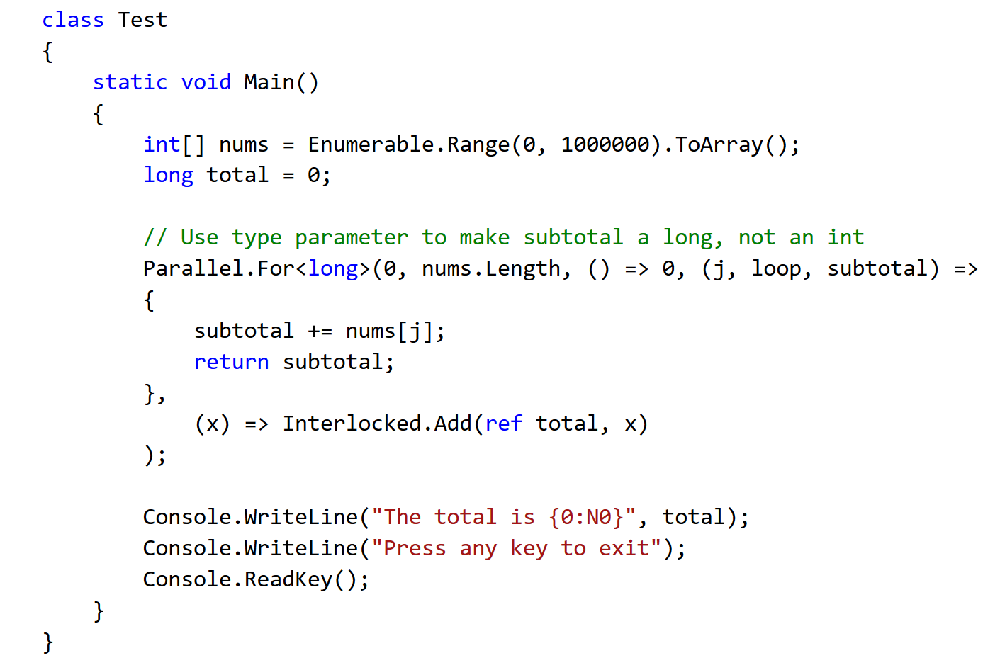 class Test
{
    static void Main()
    {
        int[] nums = Enumerable.Range(0, 1000000).ToArray();
        long total = 0;

        // Use type parameter to make subtotal a long, not an int
        Parallel.For<long>(0, nums.Length, () => 0, (j, loop, subtotal) =>
        {
            subtotal += nums[j];
            return subtotal;
        },
            (x) => Interlocked.Add(ref total, x)
        );

        Console.WriteLine("The total is {0:N0}", total);
        Console.WriteLine("Press any key to exit");
        Console.ReadKey();
    }
}